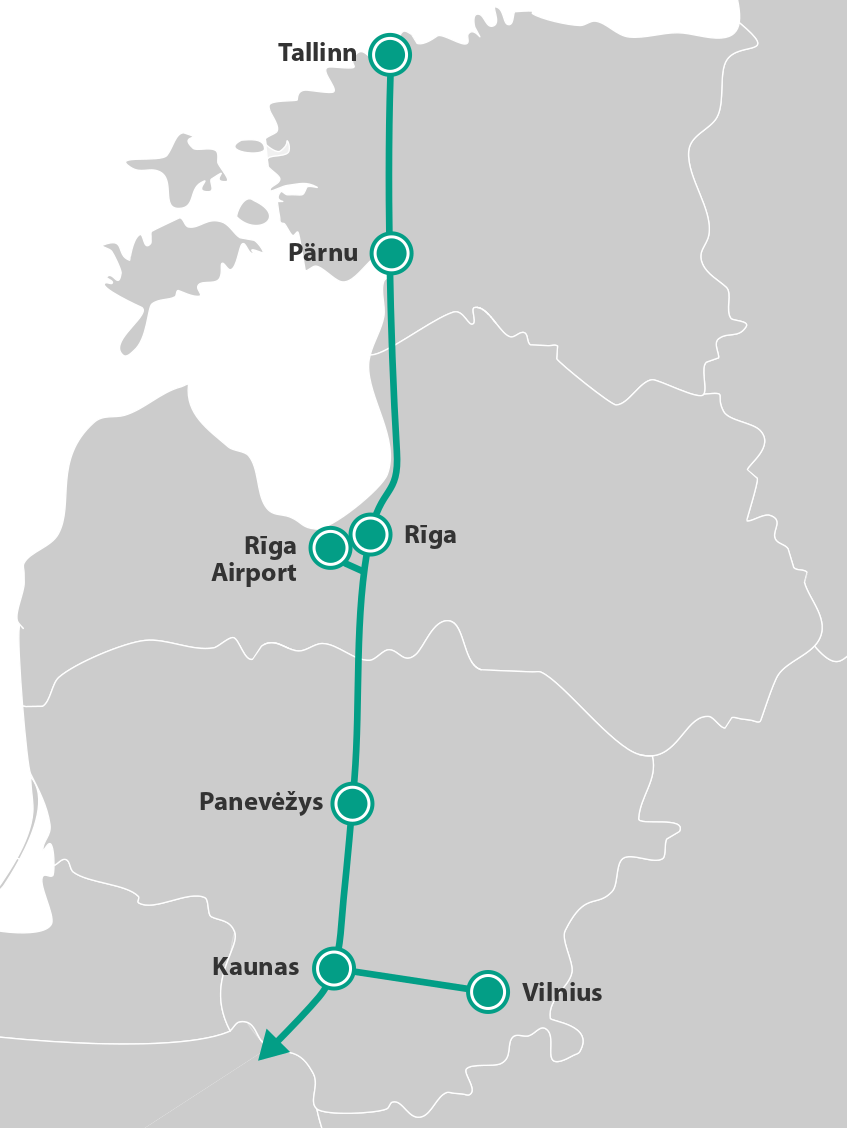 Tallinn
Pärnu
Rīga
Rīga
Airport
Panevėžys
Kaunas
Vilnius